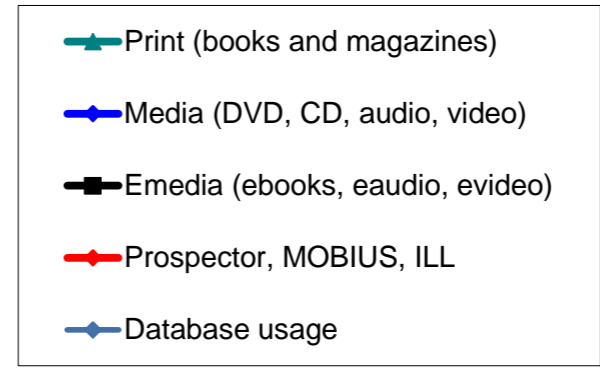 Print (books and magazines)
Media (DVD, CD, audio, video)
Emedia (ebooks, eaudio, evideo)
Prospector, MOBIUS, ILL
Database usage